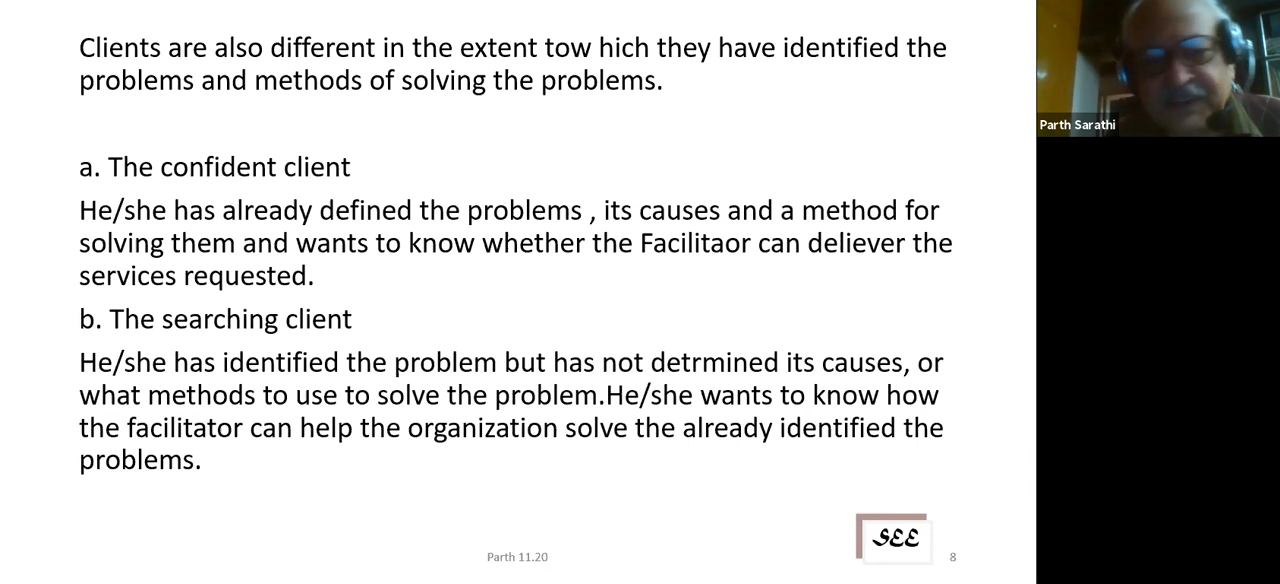 Clients are also different in the extent tow hich they have identified the
problems and methods of solving the problems.
a. The confident client
He/she has already defined the problems , its causes and a method for
solving them and wants to know whether the Facilitaor can deliever the
services requested.
b. The searching client
He/she has identified the problem but has not detrmined its causes, or
what methods to use to solve the problem.He/she wants to know how
the facilitator can help the organization solve the already identified the
problems.
Parth 11.20
SEE
8
Parth Sarathi